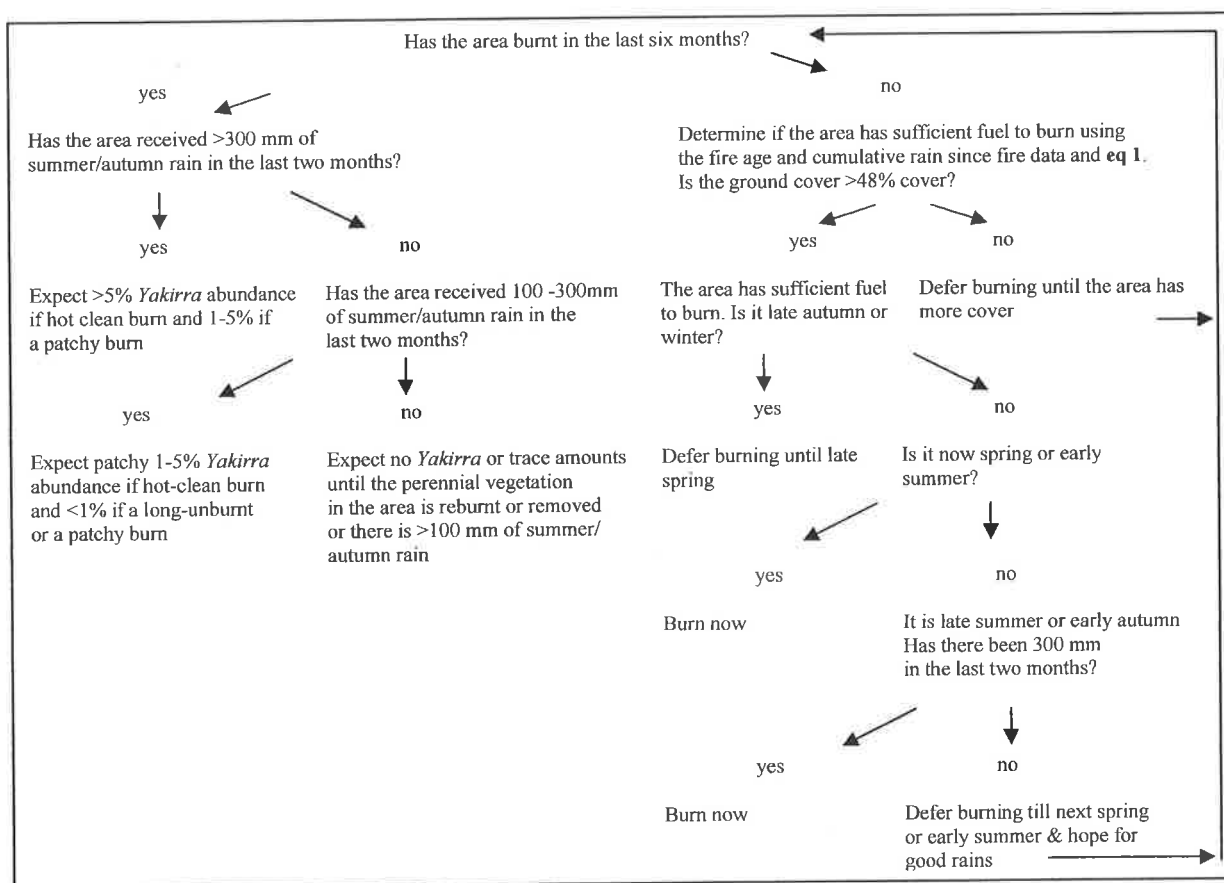 Has the area burnt in the last six months?
yes
no
Has the area received >300 mm of
summer/autumn rain in the last two months?
Determine if the area has sufficient fuel to burn using
the fire age and cumulative rain since fire data and eq 1.
Is the ground cover >48% cover?
yes
no
yes
no
Expect >5% Yakirra abundance
if hot clean burn and 1-5% if
a patchy burn
Has the area received 100 -300mm
of summer/autumn rain in the
last two months?
The area has sufficient fuel
to burn. Is it late autumn or
winter?
Defer burning until the area has
more cover
yes
no
yes
no
Expect patchy 1-5% Yakirra
abundance if hot-clean burn
and <1% if a long-unburnt
or a patchy burn
Expect no Yakirra or trace amounts
until the perennial vegetation
in the area is reburnt or removed
or there is >100 mm of summer/
autumn rain
Defer burning until late
spring
Is it now spring or early
summer?
yes
no
Burn now
It is late summer or early autumn
Has there been 300 mm
in the last two months?
yes
no
Burn now
Defer burning till next spring
or early summer & hope for
good rains